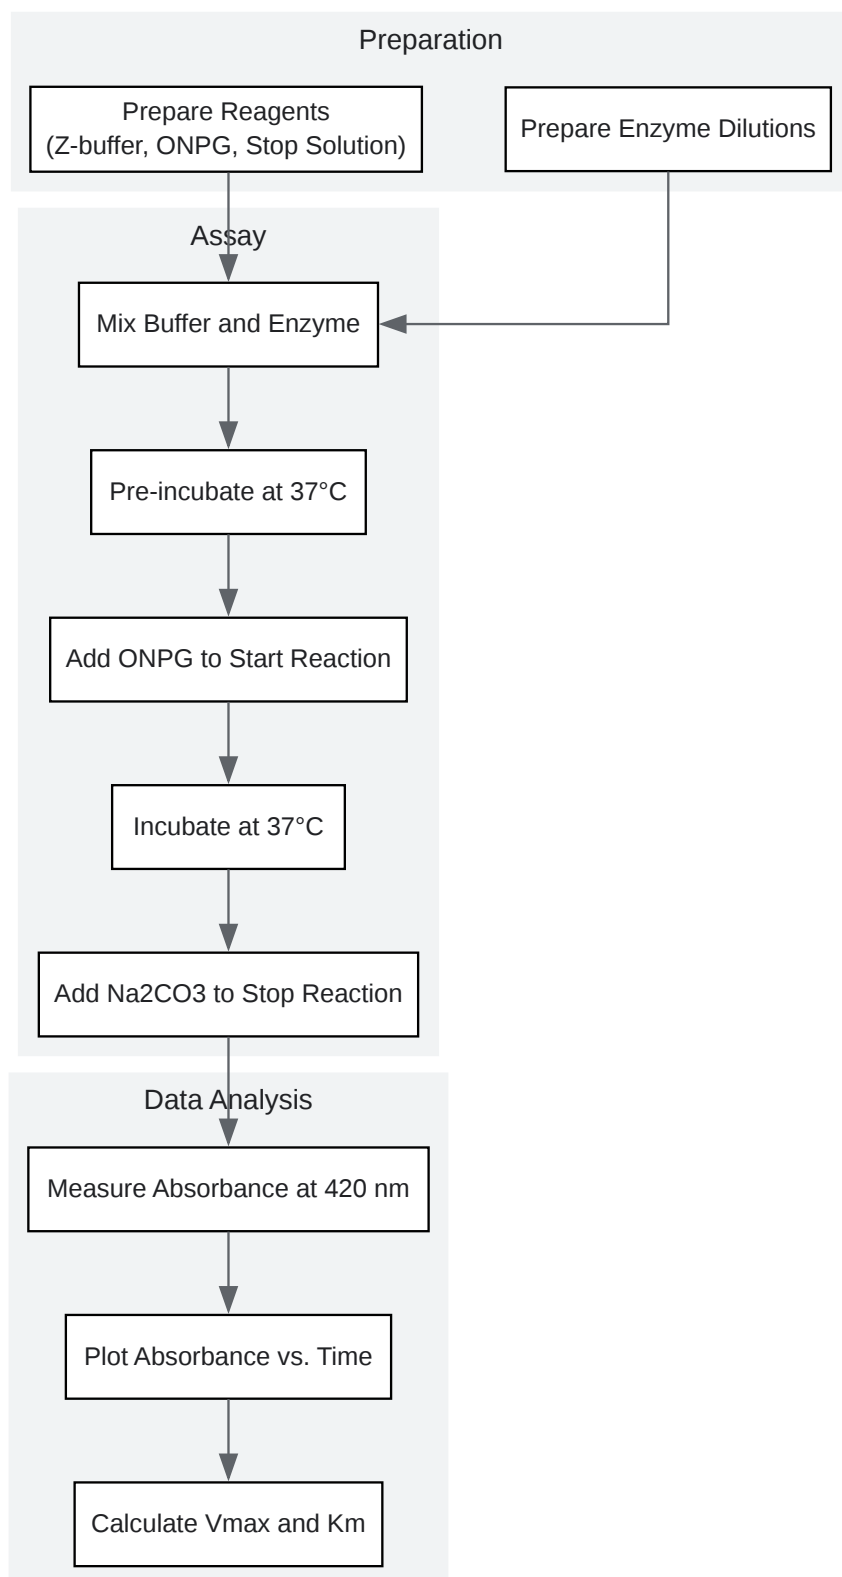 Preparation
Prepare Reagents
(Z-buffer, ONPG, Stop Solution)
Prepare Enzyme Dilutions
Assay
Mix Buffer and Enzyme
Pre-incubate at 37°C
Add ONPG to Start Reaction
Incubate at 37°C
Add Na2CO3 to Stop Reaction
Data Analysis
Measure Absorbance at 420 nm
Plot Absorbance vs. Time
Calculate Vmax and Km